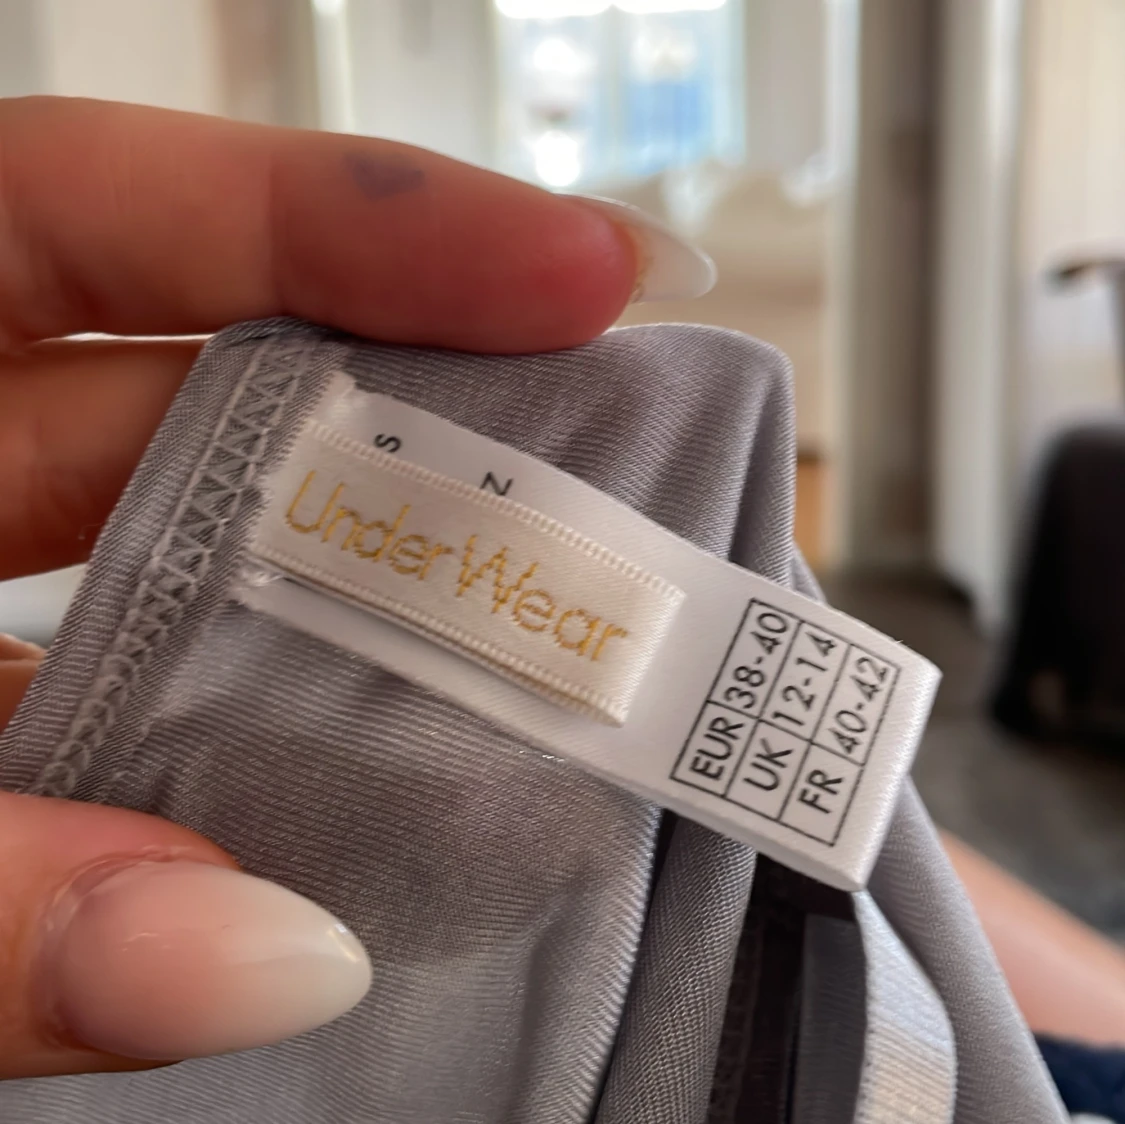 S
Z
UnderWear
EUR 38-40
UK 12-14
FR 40-42